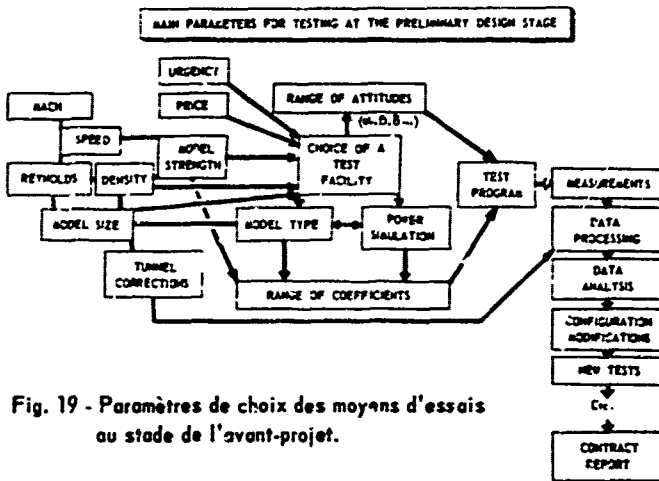 MAIN PARAMETERS FOR TESTING AT THE PRELIMINARY DESIGN STAGE
URGENCY
PRICE
RANGE OF ATTITUDES
MACH
SPEED
MODEL
STRENGTH
CHOICE OF A
TEST
FACILITY
REYNOLDS
DENSITY
TEST
PROGRAM
MEASUREMENTS
MODEL SIZE
MODEL TYPE
POWER
SIMULATION
DATA
PROCESSING
TUNNEL
CORRECTIONS
RANGE OF COEFFICIENTS
DATA
ANALYSIS
CONFIGURATION
MODIFICATIONS
NEW TESTS
Etc.
CONTRACT
REPORT
Fig. 19 - Paramètres de choix des moyens d'essais
au stade de l'avant-projet.